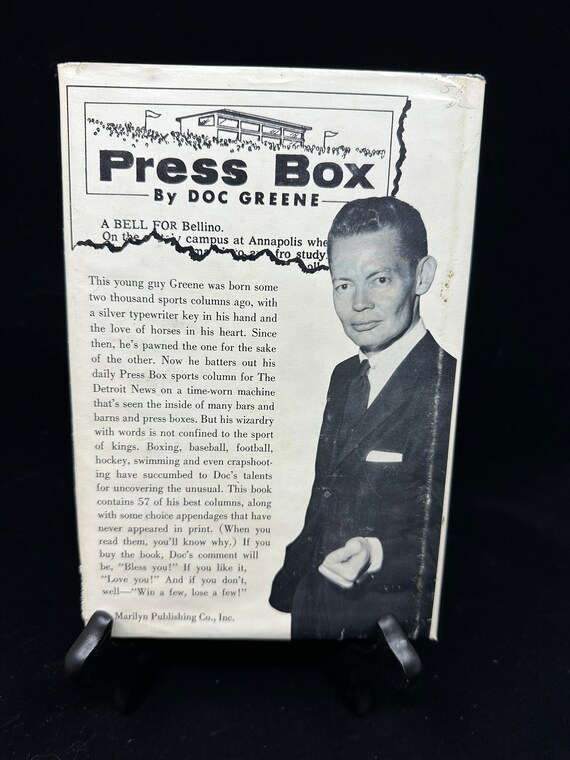 Press Box
By DOC GREENE
A BELL FOR Bellino.
On the campus at Annapolis whe
fro study
This young guy Greene was born some
two thousand sports columns ago, with
a silver typewriter key in his hand and
the love of horses in his heart. Since
then, he's pawned the one for the sake
of the other. Now he batters out his
daily Press Box sports column for The
Detroit News on a time-worn machine
that's seen the inside of many bars and
barns and press boxes. But his wizardry
with words is not confined to the sport
of kings. Boxing, baseball, football,
hockey, swimming and even crapshoot-
ing have succumbed to Doc's talents
for uncovering the unusual. This book
contains 57 of his best columns, along
with some choice appendages that have
never appeared in print. (When you
read them, you'll know why.) If you
buy the book, Doc's comment will
be, "Bless you!" If you like it,
"Love you!" And if you don't,
well—"Win a few, lose a few!"
Marilyn Publishing Co., Inc.